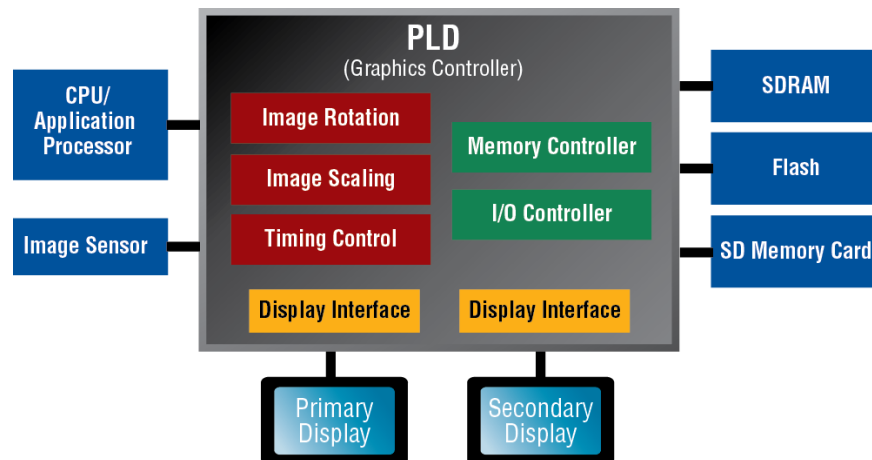 PLD
(Graphics Controller)
CPU/
Application
Processor
Image Sensor
Image Rotation
Image Scaling
Timing Control
Memory Controller
I/O Controller
Display Interface
Display Interface
SDRAM
Flash
SD Memory Card
Primary
Display
Secondary
Display